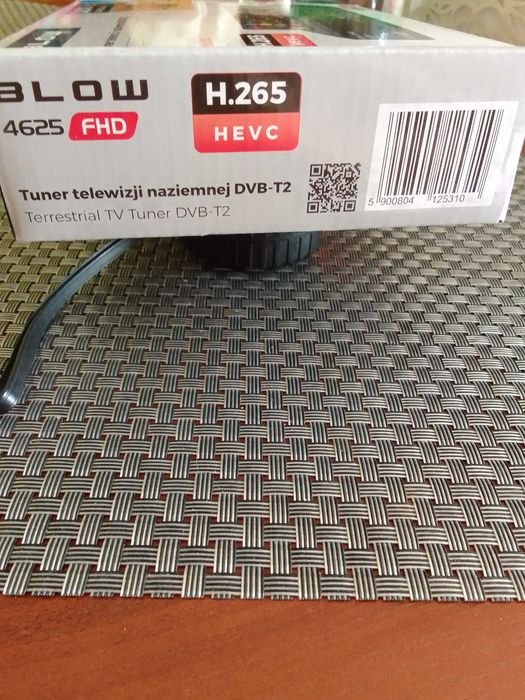 BLOW
4625 FHD
H.265
HEVC
Tuner telewizji naziemnej DVB-T2
Terrestrial TV Tuner DVB-T2
5 900804 125310